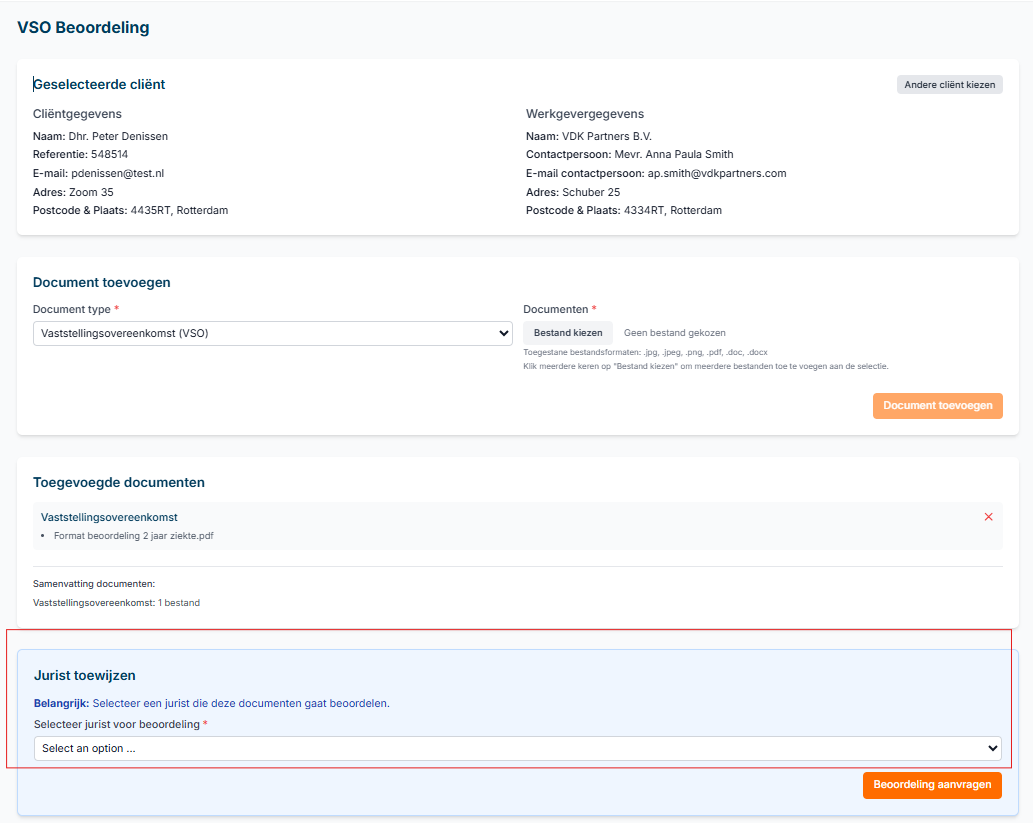 VSO Beoordeling
Geselecteerde cliënt
Andere cliënt kiezen
Cliëntgegevens
Naam: Dhr. Peter Denissen
Referentie: 548514
E-mail: pdenissen@test.nl
Adres: Zoom 35
Postcode & Plaats: 4435RT, Rotterdam
Werkgevergegevens
Naam: VDK Partners B.V.
Contactpersoon: Mevr. Anna Paula Smith
E-mail contactpersoon: ap.smith@vdkpartners.com
Adres: Schuber 25
Postcode & Plaats: 4334RT, Rotterdam
Document toevoegen
Document type *
Vaststellingsovereenkomst (VSO)
Documenten *
Bestand kiezen Geen bestand gekozen
Toegestane bestandsformaten: .jpg, .jpeg, .png, .pdf, .doc, .docx
Klik meerdere keren op "Bestand kiezen" om meerdere bestanden toe te voegen aan de selectie.
Document toevoegen
Toegevoegde documenten
Vaststellingsovereenkomst
• Format beoordeling 2 jaar ziekte.pdf
Samenvatting documenten:
Vaststellingsovereenkomst: 1 bestand
Jurist toewijzen
Belangrijk: Selecteer een jurist die deze documenten gaat beoordelen.
Selecteer jurist voor beoordeling *
Select an option ...
Beoordeling aanvragen